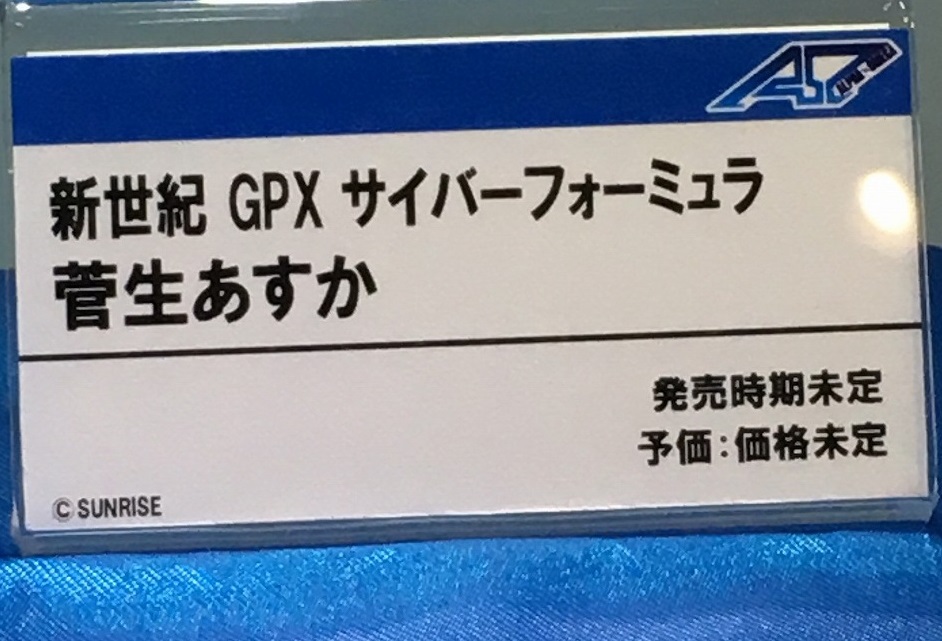 新世紀 GPX サイバーフォーミュラ
菅生あすか
発売時期未定
予価:価格未定
©SUNRISE